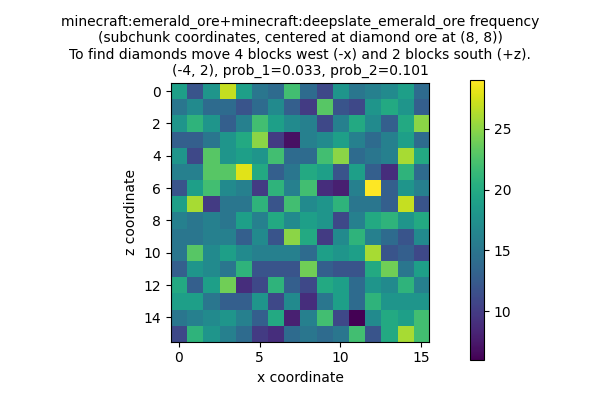 minecraft:emerald_ore+minecraft:deepslate_emerald_ore frequency
(subchunk coordinates, centered at diamond ore at (8, 8))
To find diamonds move 4 blocks west (-x) and 2 blocks south (+z).
(-4, 2), prob_1=0.033, prob_2=0.101
0
2
4
6
8
10
12
14
z coordinate
0
5
10
15
x coordinate
25
20
15
10